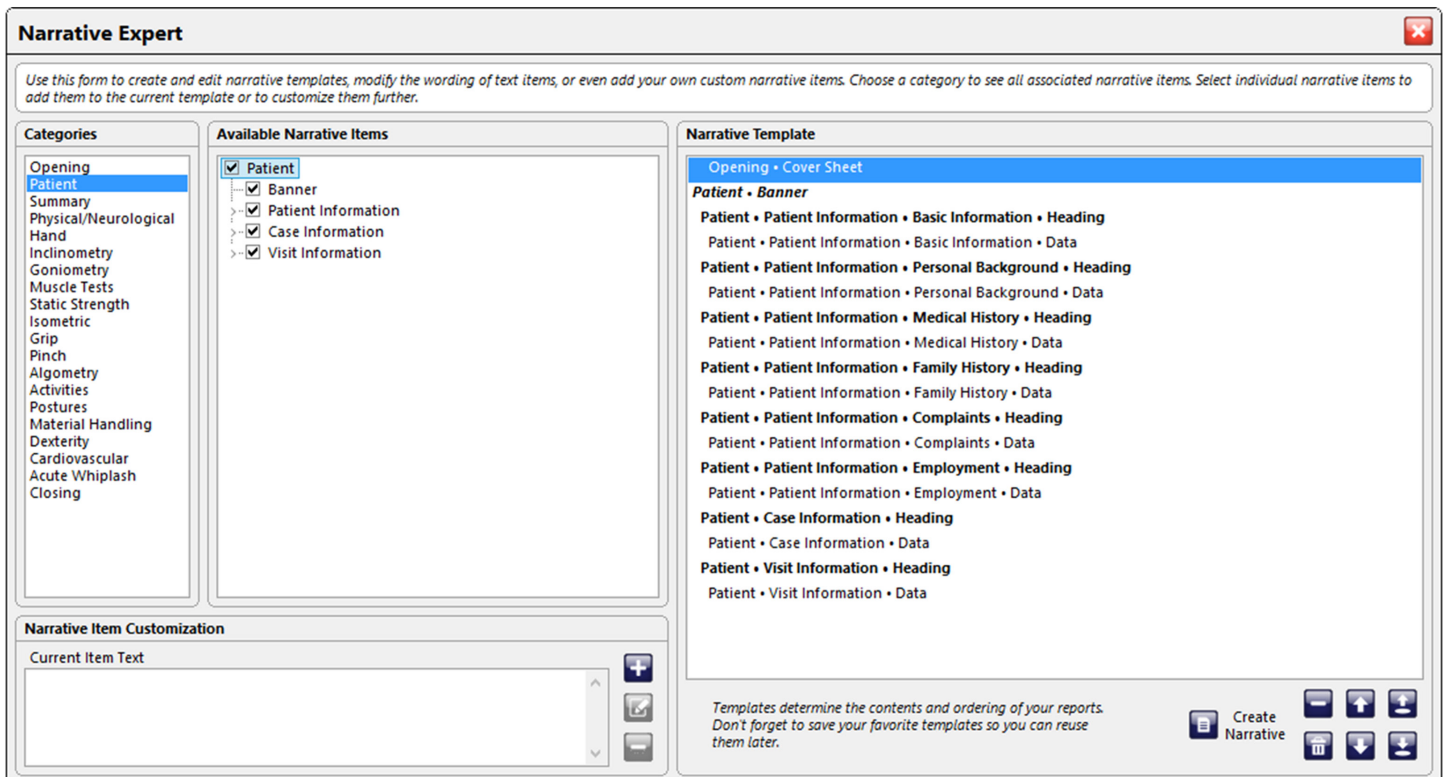 Narrative Expert
Use this form to create and edit narrative templates, modify the wording of text items, or even add your own custom narrative items. Choose a category to see all associated narrative items. Select individual narrative items to
add them to the current template or to customize them further.
Categories
Opening
Patient
Summary
Physical/Neurological
Hand
Inclinometry
Goniometry
Muscle Tests
Static Strength
Isometric
Grip
Pinch
Algometry
Activities
Postures
Material Handling
Dexterity
Cardiovascular
Acute Whiplash
Closing
Available Narrative Items
Patient
Banner
Patient Information
Case Information
Visit Information
Narrative Item Customization
Current Item Text
Narrative Template
Opening • Cover Sheet
Patient • Banner
Patient • Patient Information • Basic Information • Heading
Patient • Patient Information • Basic Information • Data
Patient • Patient Information • Personal Background • Heading
Patient • Patient Information • Personal Background • Data
Patient • Patient Information • Medical History • Heading
Patient • Patient Information • Medical History • Data
Patient • Patient Information • Family History • Heading
Patient • Patient Information • Family History • Data
Patient • Patient Information • Complaints • Heading
Patient • Patient Information • Complaints • Data
Patient • Patient Information • Employment • Heading
Patient • Patient Information • Employment • Data
Patient • Case Information • Heading
Patient • Case Information • Data
Patient • Visit Information • Heading
Patient • Visit Information • Data
Templates determine the contents and ordering of your reports.
Don't forget to save your favorite templates so you can reuse
them later.
Create
Narrative